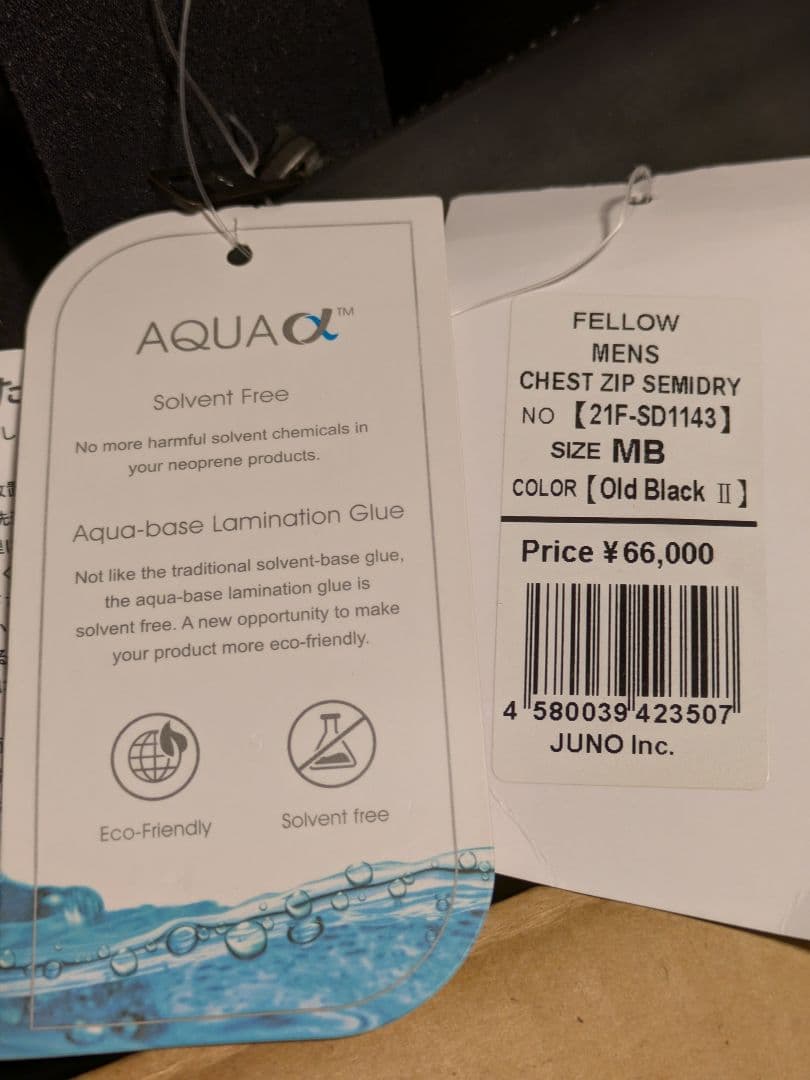 AQUAα™
Solvent Free
No more harmful solvent chemicals in
your neoprene products.
Aqua-base Lamination Glue
Not like the traditional solvent-base glue,
the aqua-base lamination glue is
solvent free. A new opportunity to make
your product more eco-friendly.
Eco-Friendly
Solvent free
FELLOW
MENS
CHEST ZIP SEMIDRY
NO【21F-SD1143】
SIZE MB
COLOR【Old Black Ⅱ】
Price ¥66,000
4 580039 423507
JUNO Inc.